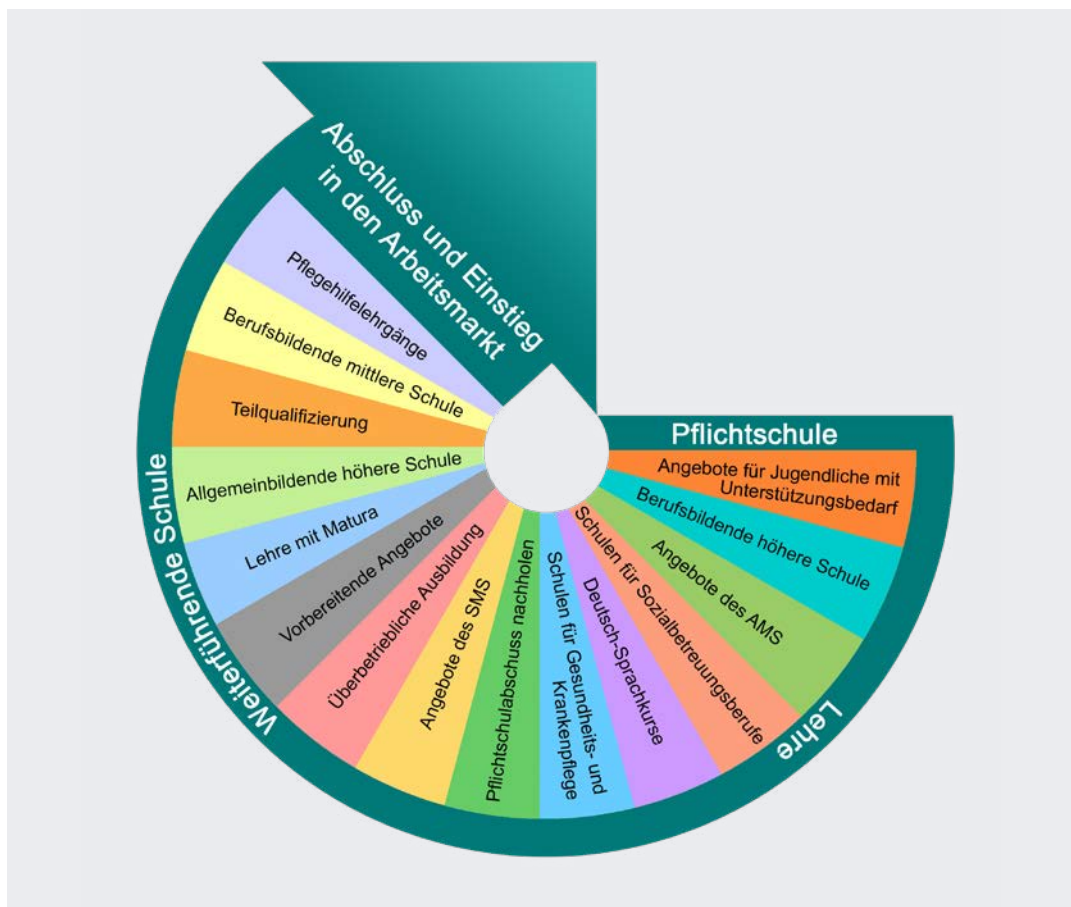 Abschluss und Einstieg
in den Arbeitsmarkt
Pflegehilfelehrgänge
Berufsbildende mittlere Schule
Teilqualifizierung
Allgemeinbildende höhere Schule
Lehre mit Matura
Vorbereitende Angebote
Überbetriebliche Ausbildung
Angebote des SMS
Pflichtschulabschuss nachholen
Schulen für Gesundheits- und
Krankenpflege
Deutsch-Sprachkurse
Schulen für Sozialbetreuungsberufe
Angebote des AMS
Berufsbildende höhere Schule
Angebote für Jugendliche mit
Unterstützungsbedarf
Pflichtschule
Lehre
Weiterführende Schule